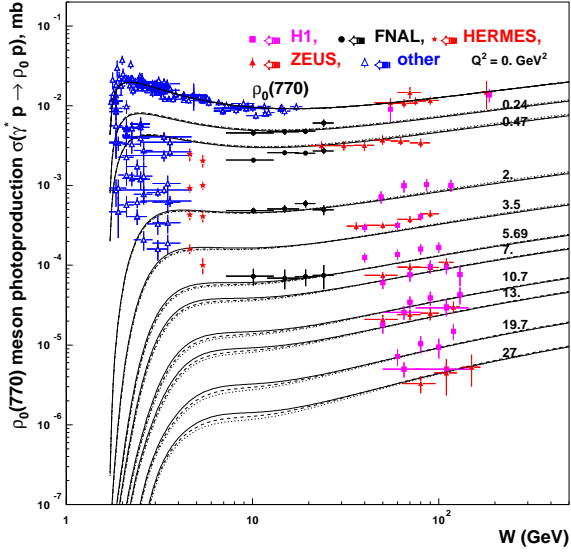 ρ₀(770) meson photoproduction σ(γ* p → ρ₀ p), mb
H1, FNAL, HERMES,
ZEUS, other Q² = 0. GeV²
ρ₀(770)
0.24
0.47
2.
3.5
5.69
7.
10.7
13.
19.7
27
10⁻¹
10⁻²
10⁻³
10⁻⁴
10⁻⁵
10⁻⁶
10⁻⁷
1 10 10²
W (GeV)